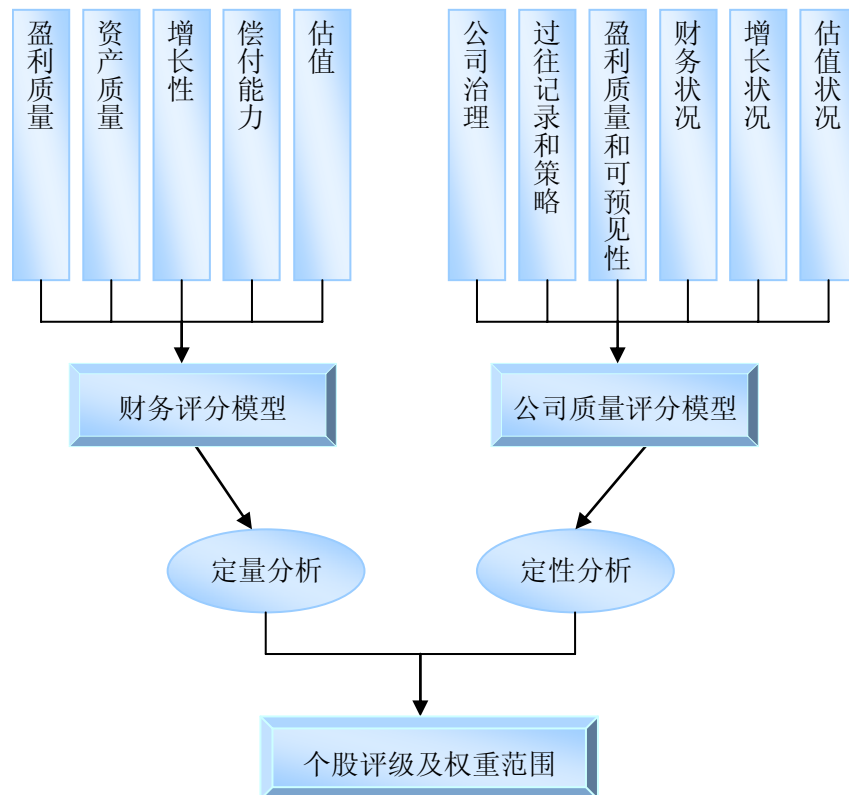 盈利质量
资产质量
增长性
偿付能力
估值
公司治理
过往记录和策略
盈利质量和可预见性
财务状况
增长状况
估值状况
财务评分模型
公司质量评分模型
定量分析
定性分析
个股评级及权重范围